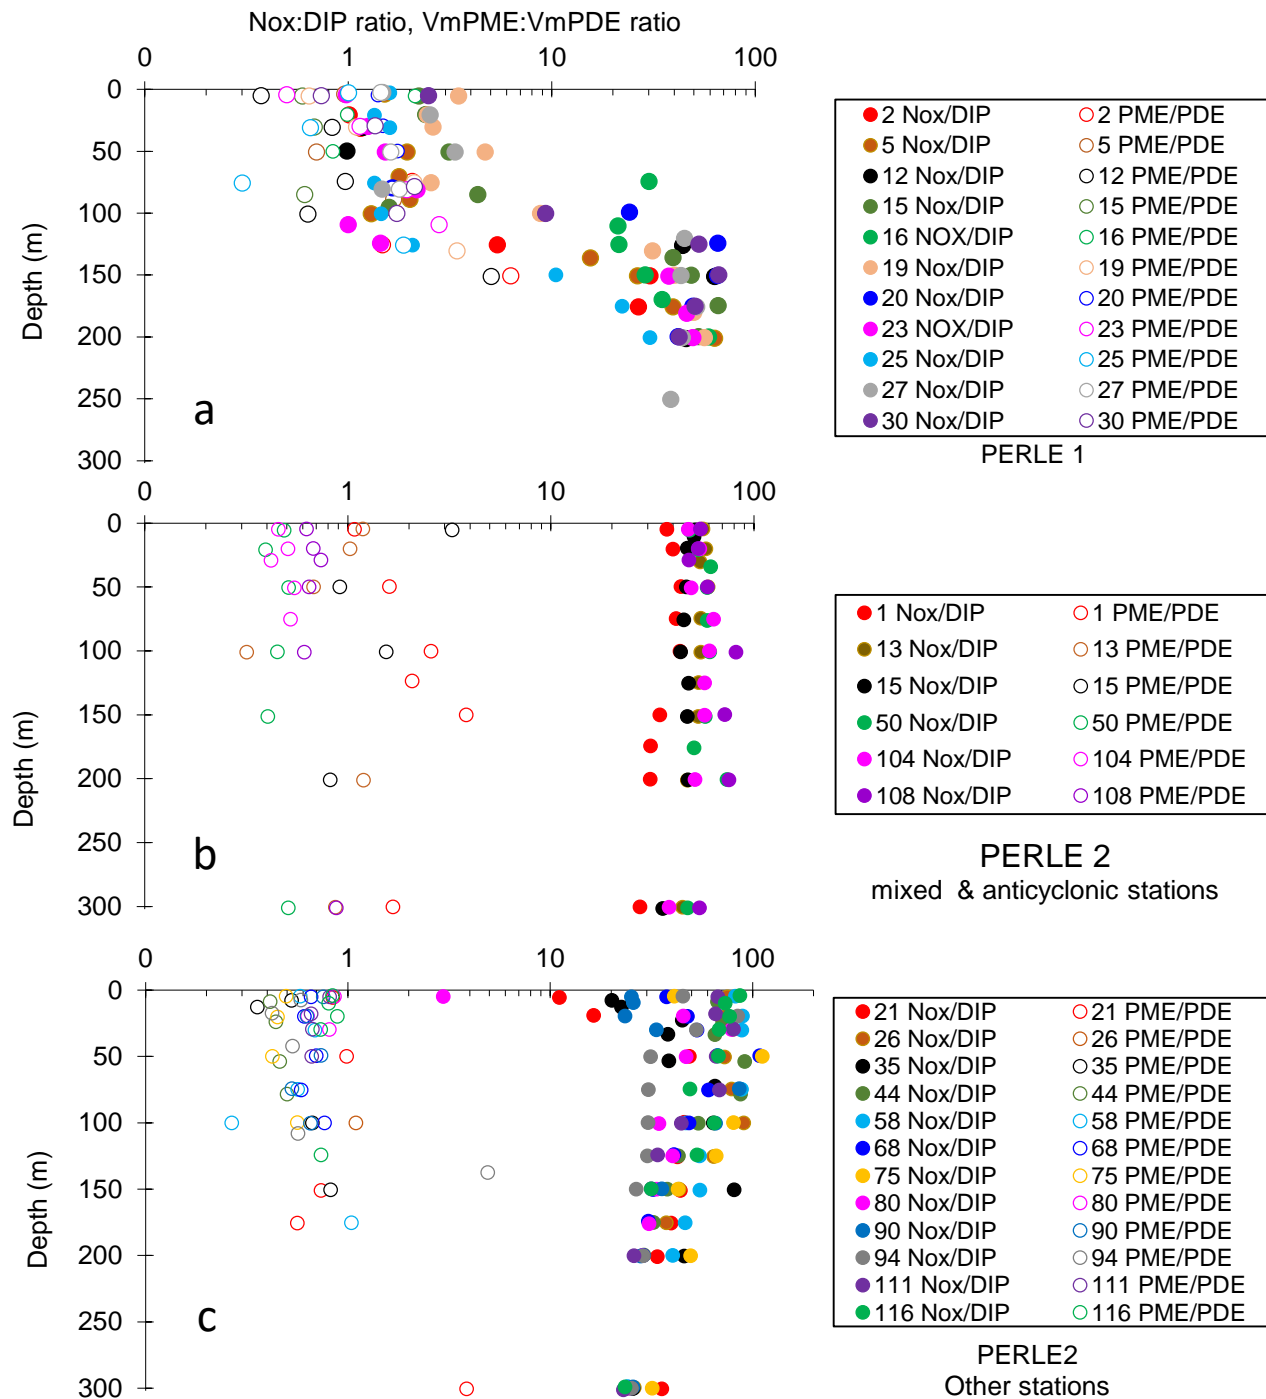 Nox:DIP ratio, VmPME:VmPDE ratio
0 1 10 100
0
50
100
150
200
250
300
Depth (m)
a
2 Nox/DIP 2 PME/PDE
5 Nox/DIP 5 PME/PDE
12 Nox/DIP 12 PME/PDE
15 Nox/DIP 15 PME/PDE
16 NOX/DIP 16 PME/PDE
19 Nox/DIP 19 PME/PDE
20 Nox/DIP 20 PME/PDE
23 NOX/DIP 23 PME/PDE
25 Nox/DIP 25 PME/PDE
27 Nox/DIP 27 PME/PDE
30 Nox/DIP 30 PME/PDE
PERLE 1
0 1 10 100
0
50
100
150
200
250
300
Depth (m)
b
1 Nox/DIP 1 PME/PDE
13 Nox/DIP 13 PME/PDE
15 Nox/DIP 15 PME/PDE
50 Nox/DIP 50 PME/PDE
104 Nox/DIP 104 PME/PDE
108 Nox/DIP 108 PME/PDE
PERLE 2
mixed & anticyclonic stations
0 1 10 100
0
50
100
150
200
250
300
Depth (m)
c
21 Nox/DIP 21 PME/PDE
26 Nox/DIP 26 PME/PDE
35 Nox/DIP 35 PME/PDE
44 Nox/DIP 44 PME/PDE
58 Nox/DIP 58 PME/PDE
68 Nox/DIP 68 PME/PDE
75 Nox/DIP 75 PME/PDE
80 Nox/DIP 80 PME/PDE
90 Nox/DIP 90 PME/PDE
94 Nox/DIP 94 PME/PDE
111 Nox/DIP 111 PME/PDE
116 Nox/DIP 116 PME/PDE
PERLE2
Other stations